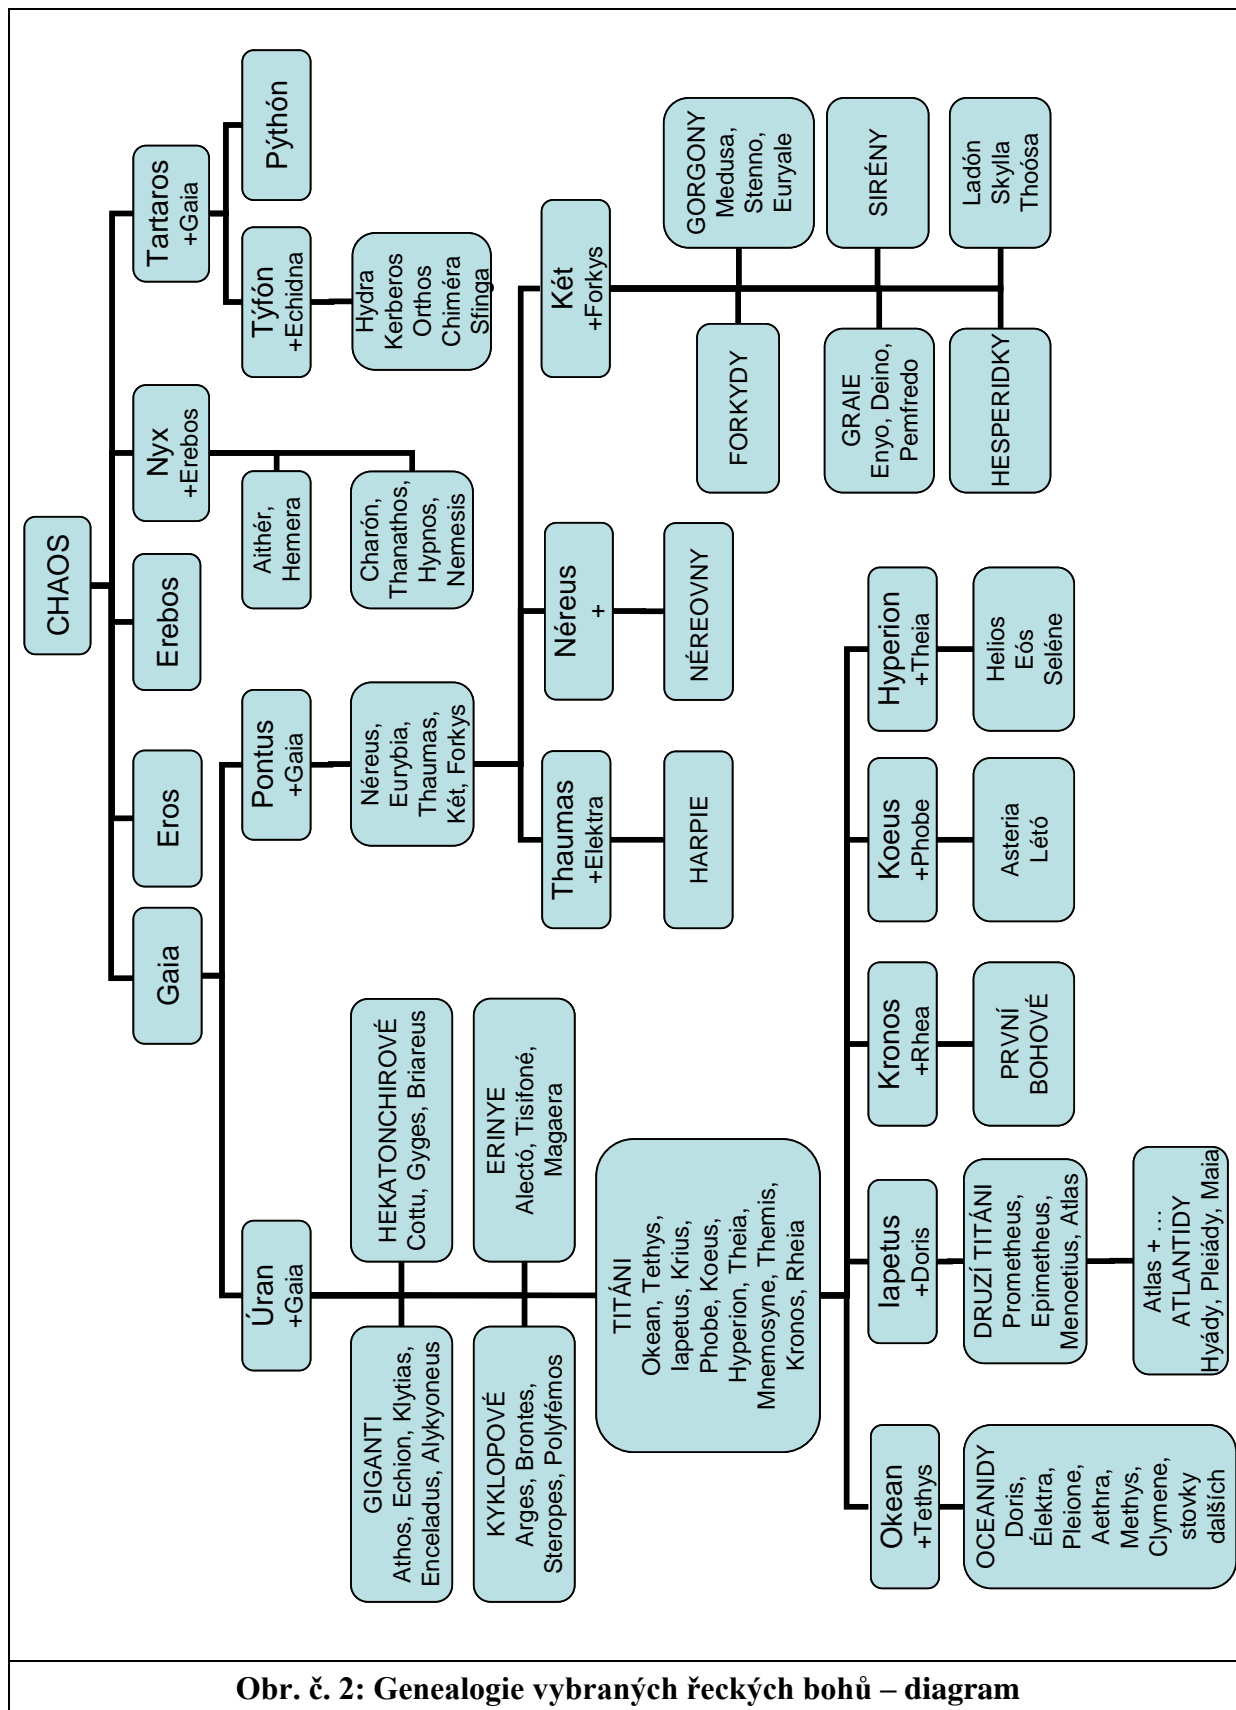 CHAOS
Gaia
Eros
Erebos
Nyx
+Erebos
Tartaros
+Gaia
Úran
+Gaia
Pontus
+Gaia
Aithér,
Hemera
Týfón
+Echidna
Pýthón
GIGANTI
Athos, Echion, Klytias,
Enceladus, Alykyoneus
HEKATONCHIROVÉ
Cottu, Gyges, Briareus
Néreus,
Eurybia,
Thaumas,
Két, Forkys
Charón,
Thanathos,
Hypnos,
Nemesis
Hydra
Kerberos
Orthos
Chiméra
Sfinga
KYKLOPOVÉ
Arges, Brontes,
Steropes, Polyfémos
ERINYE
Alectó, Tisifoné,
Magaera
Thaumas
+Elektra
Néreus
+
Két
+Forkys
TITÁNI
Okean, Tethys,
Iapetus, Krius,
Phobe, Koeus,
Hyperion, Theia,
Mnemosyne, Themis,
Kronos, Rheia
HARPIE
NÉREOVNY
FORKYDY
GORGONY
Medusa,
Stenno,
Euryale
GRAIE
Enyo, Deino,
Pemfredo
SIRÉNY
HESPERIDKY
Ladón
Skylla
Thoósa
Okean
+Tethys
Iapetus
+Doris
Kronos
+Rhea
Koeus
+Phobe
Hyperion
+Theia
OCEANIDY
Doris,
Élektra,
Pleione,
Aethra,
Methys,
Clymene,
stovky
dalších
DRUZÍ TITÁNI
Prometheus,
Epimetheus,
Menoetius, Atlas
PRVNÍ
BOHOVÉ
Asteria
Létó
Helios
Eós
Seléne
Atlas + …
ATLANTIDY
Hyády, Pleiády, Maia
Obr. č. 2: Genealogie vybraných řeckých bohů – diagram